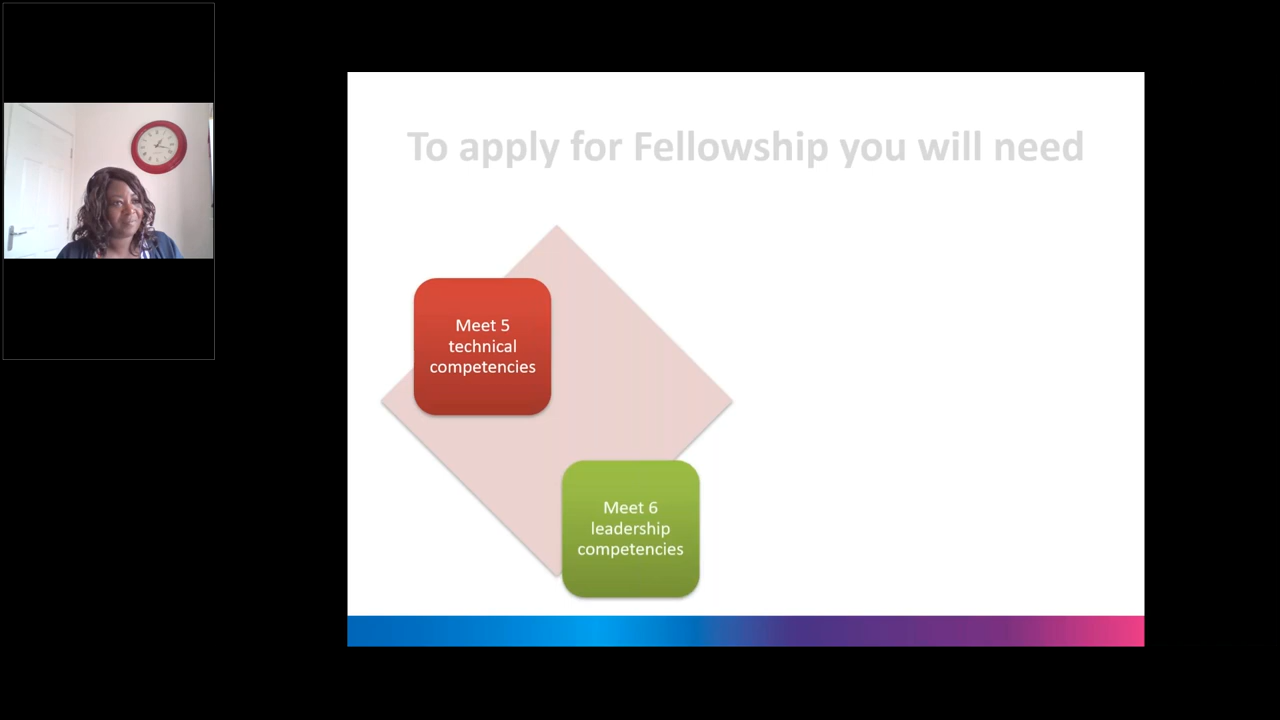 To apply for Fellowship you will need
Meet 5
technical
competencies
Meet 6
leadership
competencies